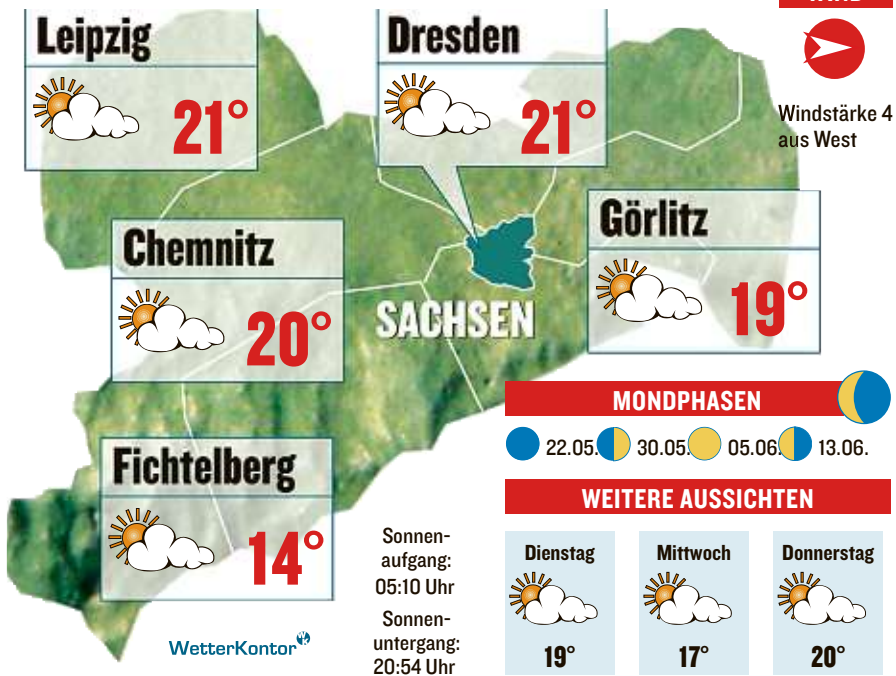 Leipzig
21°
Dresden
21°
Windstärke 4
aus West
Chemnitz
20°
Görlitz
19°
SACHSEN
Fichtelberg
14°
MONDPHASEN
22.05. 30.05. 05.06. 13.06.
WEITERE AUSSICHTEN
Dienstag
19°
Mittwoch
17°
Donnerstag
20°
Sonnen-
aufgang:
05:10 Uhr
Sonnen-
untergang:
20:54 Uhr
WetterKontor